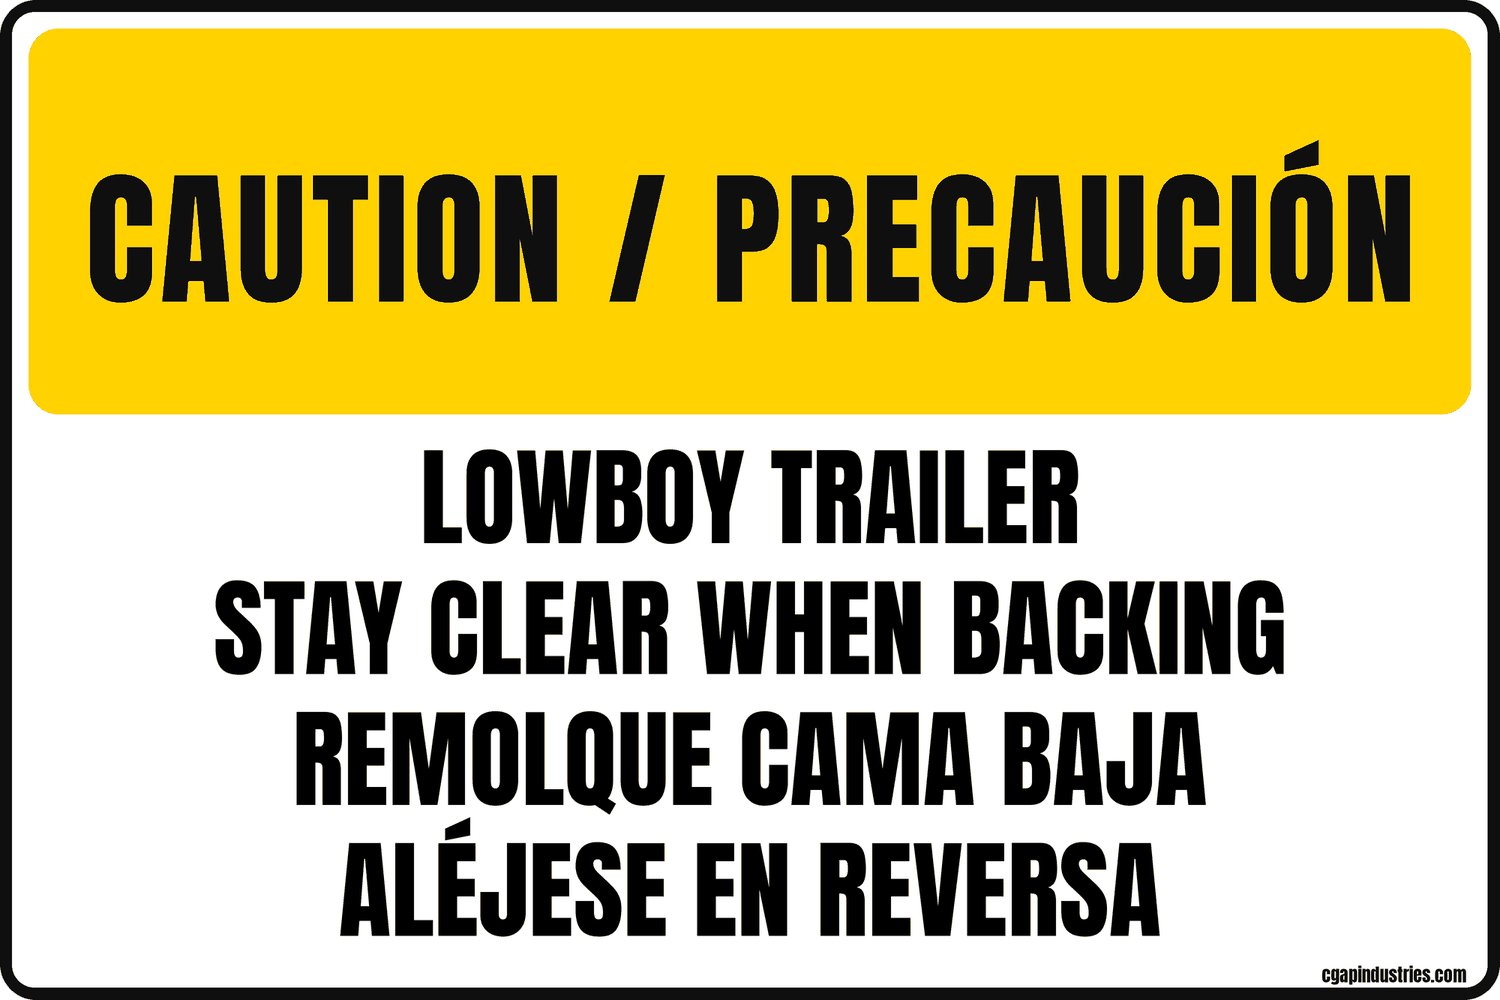 CAUTION / PRECAUCIÓN
LOWBOY TRAILER
STAY CLEAR WHEN BACKING
REMOLQUE CAMA BAJA
ALÉJESE EN REVERSA
cgapindustries.com